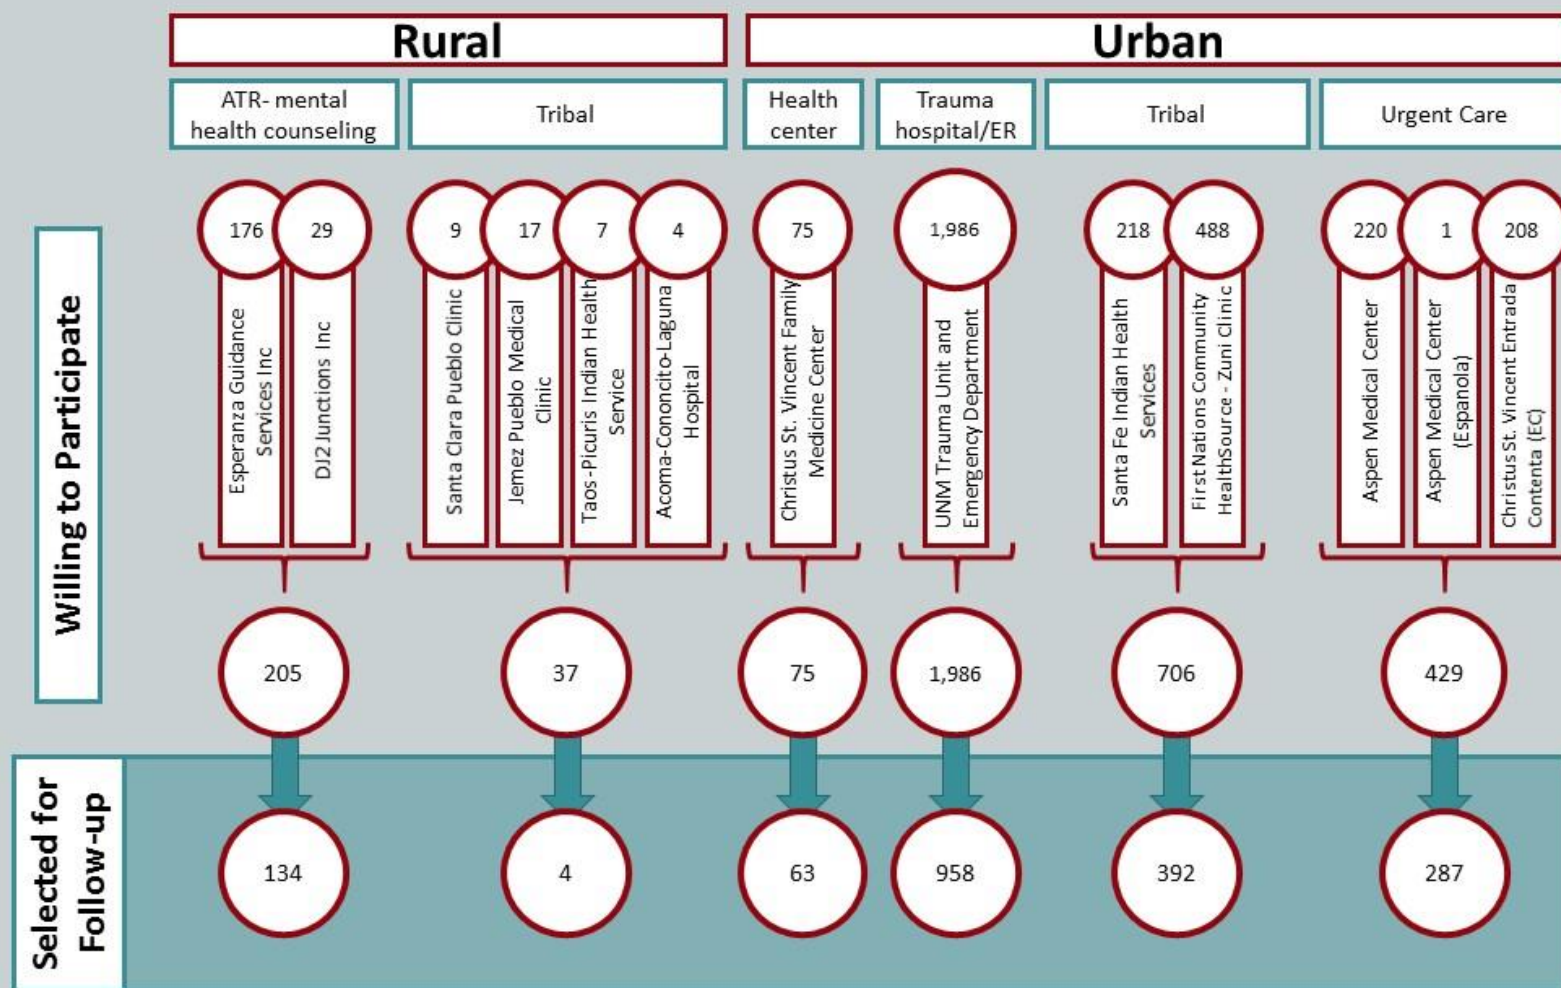 Rural
Urban
ATR- mental
health counseling
Tribal
Health
center
Trauma
hospital/ER
Tribal
Urgent Care
Willing to Participate
176
29
9
17
7
4
75
1,986
218
488
220
1
208
Esperanza Guidance
Services Inc
DJ2 Junctions Inc
Santa Clara Pueblo Clinic
Jemez Pueblo Medical
Clinic
Taos-Picuris Indian Health
Service
Acoma-Cononcito-Laguna
Hospital
Christus St. Vincent Family
Medicine Center
UNM Trauma Unit and
Emergency Department
Santa Fe Indian Health
Services
First Nations Community
HealthSource - Zuni Clinic
Aspen Medical Center
Aspen Medical Center
(Espanola)
Christus St. Vincent Entrada
Contenta (EC)
205
37
75
1,986
706
429
Selected for
Follow-up
134
4
63
958
392
287